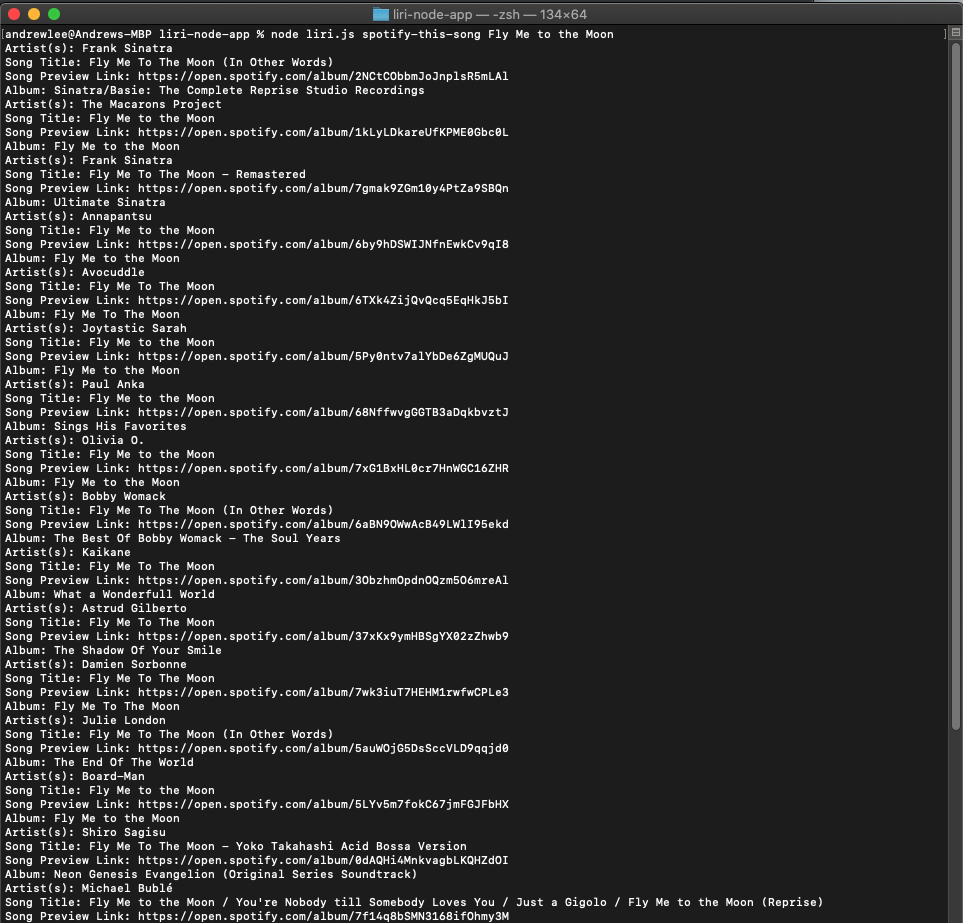 liri-node-app — -zsh — 134×64
[andrewlee@Andrews-MBP liri-node-app % node liri.js spotify-this-song Fly Me to the Moon ]
Artist(s): Frank Sinatra
Song Title: Fly Me To The Moon (In Other Words)
Song Preview Link: https://open.spotify.com/album/2NCtCObbmJoJnplsR5mLAl
Album: Sinatra/Basie: The Complete Reprise Studio Recordings
Artist(s): The Macarons Project
Song Title: Fly Me to the Moon
Song Preview Link: https://open.spotify.com/album/1kLyLDkareUfKPME0Gbc0L
Album: Fly Me to the Moon
Artist(s): Frank Sinatra
Song Title: Fly Me To The Moon - Remastered
Song Preview Link: https://open.spotify.com/album/7gmak9ZGm10y4PtZa9SBQn
Album: Ultimate Sinatra
Artist(s): Annapantsu
Song Title: Fly Me to the Moon
Song Preview Link: https://open.spotify.com/album/6by9hDSWIJNfnEwkCv9qI8
Album: Fly Me to the Moon
Artist(s): Avocuddle
Song Title: Fly Me To The Moon
Song Preview Link: https://open.spotify.com/album/6TXk4ZijQvQcq5EqHkJ5bI
Album: Fly Me To The Moon
Artist(s): Joytastic Sarah
Song Title: Fly Me to the Moon
Song Preview Link: https://open.spotify.com/album/5Py0ntv7alYbDe6ZgMUQuJ
Album: Fly Me to the Moon
Artist(s): Paul Anka
Song Title: Fly Me to the Moon
Song Preview Link: https://open.spotify.com/album/68NffwvgGGTB3aDqkbvztJ
Album: Sings His Favorites
Artist(s): Olivia O.
Song Title: Fly Me to the Moon
Song Preview Link: https://open.spotify.com/album/7xG1BxHL0cr7HnWGC16ZHR
Album: Fly Me to the Moon
Artist(s): Bobby Womack
Song Title: Fly Me To The Moon (In Other Words)
Song Preview Link: https://open.spotify.com/album/6aBN9OWwAcB49LWlI95ekd
Album: The Best Of Bobby Womack - The Soul Years
Artist(s): Kaikane
Song Title: Fly Me To The Moon
Song Preview Link: https://open.spotify.com/album/3ObzhmOpdnOQzm5O6mreAl
Album: What a Wonderfull World
Artist(s): Astrud Gilberto
Song Title: Fly Me To The Moon
Song Preview Link: https://open.spotify.com/album/37xKx9ymHBSgYX02zZhwb9
Album: The Shadow Of Your Smile
Artist(s): Damien Sorbonne
Song Title: Fly Me To The Moon
Song Preview Link: https://open.spotify.com/album/7wk3iuT7HEHM1rwfwCPLe3
Album: Fly Me To The Moon
Artist(s): Julie London
Song Title: Fly Me To The Moon (In Other Words)
Song Preview Link: https://open.spotify.com/album/5auWOjG5DsSccVLD9qqjd0
Album: The End Of The World
Artist(s): Board-Man
Song Title: Fly Me to the Moon
Song Preview Link: https://open.spotify.com/album/5LYv5m7fokC67jmFGJFbHX
Album: Fly Me to the Moon
Artist(s): Shiro Sagisu
Song Title: Fly Me To The Moon - Yoko Takahashi Acid Bossa Version
Song Preview Link: https://open.spotify.com/album/0dAQHi4MnkvagbLKQHZdOI
Album: Neon Genesis Evangelion (Original Series Soundtrack)
Artist(s): Michael Bublé
Song Title: Fly Me to the Moon / You're Nobody till Somebody Loves You / Just a Gigolo / Fly Me to the Moon (Reprise)
Song Preview Link: https://open.spotify.com/album/7f14q8bSMN3168ifOhmy3M